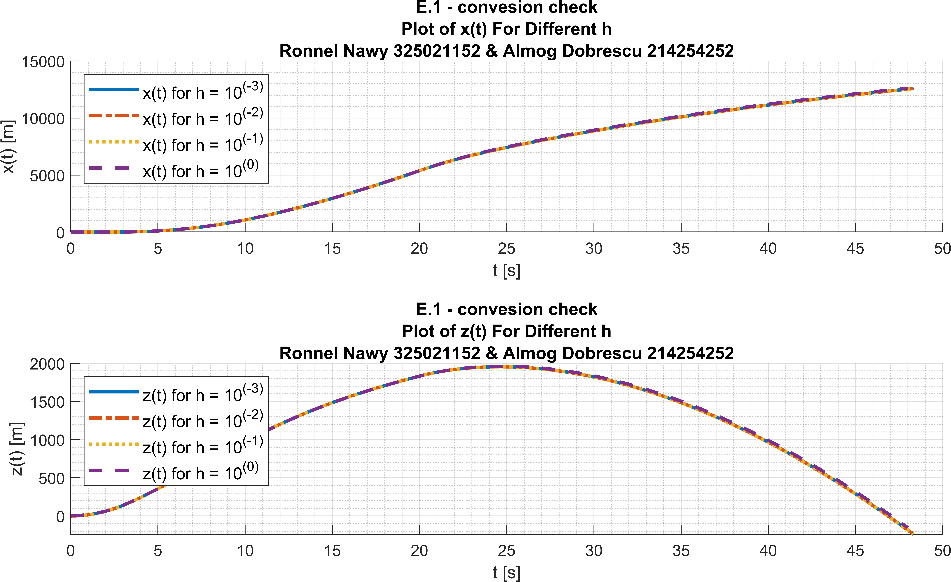 E.1 - convesion check
Plot of x(t) For Different h
Ronnel Nawy 325021152 & Almog Dobrescu 214254252
15000
10000
5000
0
x(t) [m]
x(t) for h = 10^(-3)
x(t) for h = 10^(-2)
x(t) for h = 10^(-1)
x(t) for h = 10^(0)
0 5 10 15 20 25 30 35 40 45 50
t [s]
E.1 - convesion check
Plot of z(t) For Different h
Ronnel Nawy 325021152 & Almog Dobrescu 214254252
2000
1500
1000
500
0
z(t) [m]
z(t) for h = 10^(-3)
z(t) for h = 10^(-2)
z(t) for h = 10^(-1)
z(t) for h = 10^(0)
0 5 10 15 20 25 30 35 40 45 50
t [s]